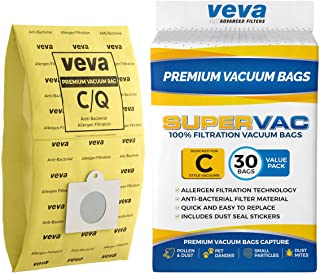 veva
PREMIUM VACUUM BAGS
C/Q
Anti-Bacterial
Allergen Filtration
veva
ADVANCED FILTERS
PREMIUM VACUUM BAGS
SUPERVAC
100% FILTRATION VACUUM BAGS
DESIGNED FOR
C
STYLE VACUUMS
30
BAGS
VALUE
PACK
ALLERGEN FILTRATION TECHNOLOGY
ANTI-BACTERIAL FILTER MATERIAL
QUICK AND EASY TO REPLACE
INCLUDES DUST SEAL STICKERS
PREMIUM VACUUM BAGS CAPTURE
POLLEN & DUST
PET DANDER
SMALL PARTICLES
DUST MITES